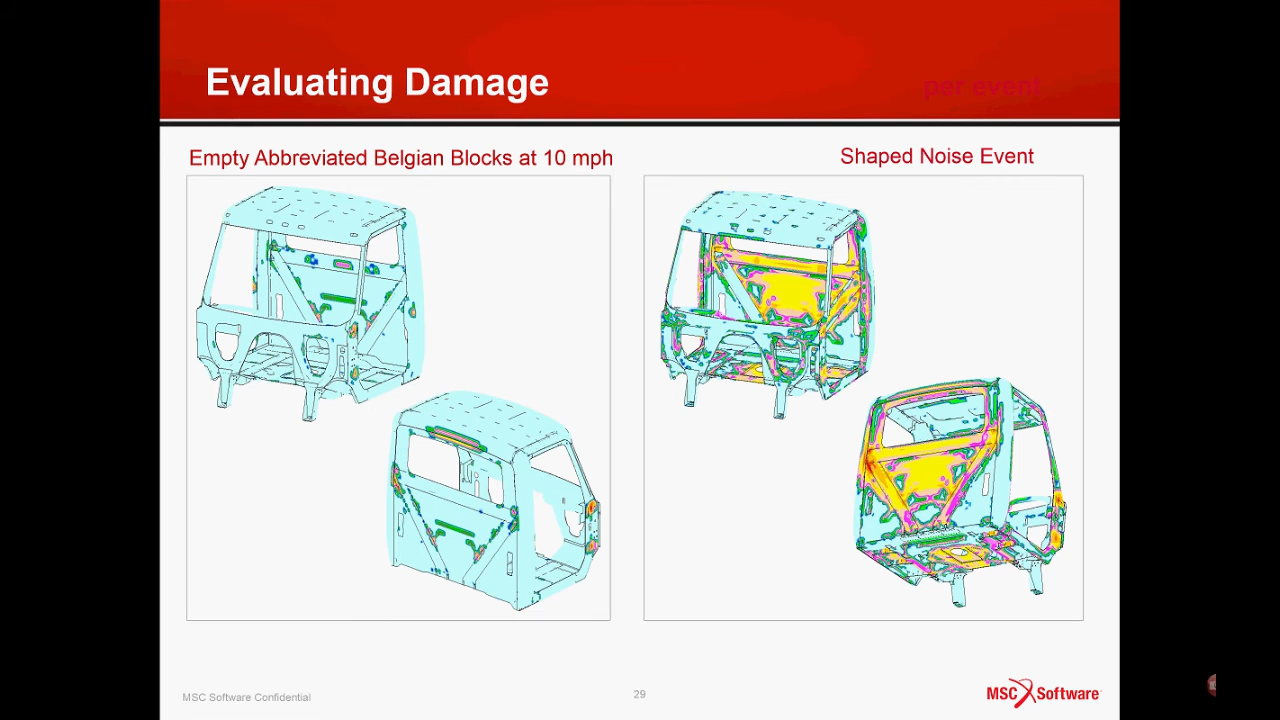 Evaluating Damage
per event
Empty Abbreviated Belgian Blocks at 10 mph
Shaped Noise Event
MSC Software Confidential
29
MSC Software